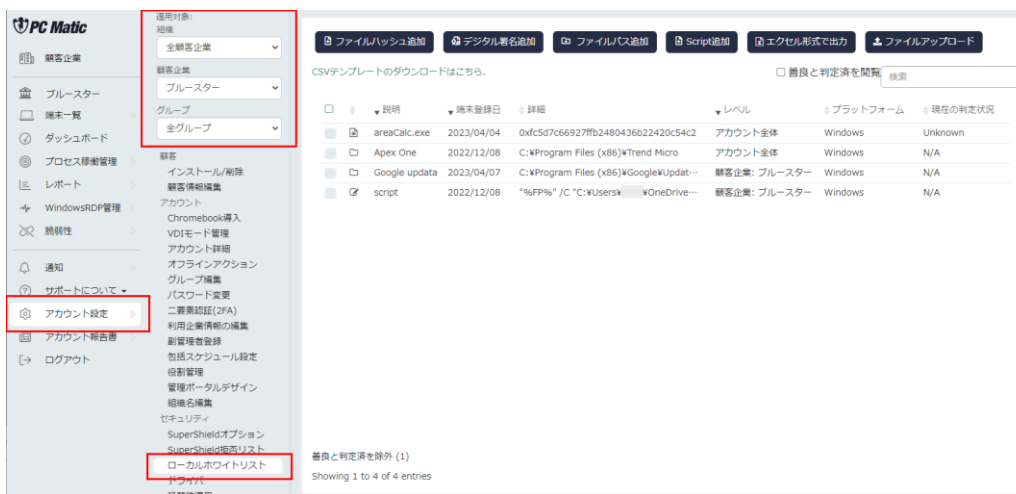 PC Matic
顧客企業
ブルースター
端末一覧
ダッシュボード
プロセス稼働管理
レポート
WindowsRDP管理
脆弱性
通知
サポートについて
アカウント設定
アカウント報告書
ログアウト
適用対象:
組織
全顧客企業
顧客企業
ブルースター
グループ
全グループ
顧客
インストール/削除
顧客情報編集
アカウント
Chromebook導入
VDIモード管理
アカウント詳細
オフラインアクション
グループ編集
パスワード変更
二要素認証(2FA)
利用企業情報の編集
副管理者登録
包括スケジュール設定
役割管理
管理ポータルデザイン
組織名編集
セキュリティ
SuperShieldオプション
SuperShield拒否リスト
ローカルホワイトリスト
ドライバ
ファイルハッシュ追加 デジタル署名追加 ファイルパス追加 Script追加 エクセル形式で出力 ファイルアップロード
CSVテンプレートのダウンロードはこちら. 善良と判定済を閲覧 検索
説明 端末登録日 詳細 レベル プラットフォーム 現在の判定状況
areaCalc.exe 2023/04/04 0xfc5d7c66927ffb2480436b22420c54c2 アカウント全体 Windows Unknown
Apex One 2022/12/08 C:¥Program Files (x86)¥Trend Micro アカウント全体 Windows N/A
Google updata 2023/04/07 C:¥Program Files (x86)¥Google¥Updat… 顧客企業: ブルースター Windows N/A
script 2022/12/08 "%FP%" /C "C:¥Users¥ ¥OneDrive… 顧客企業: ブルースター Windows N/A
善良と判定済を除外 (1)
Showing 1 to 4 of 4 entries